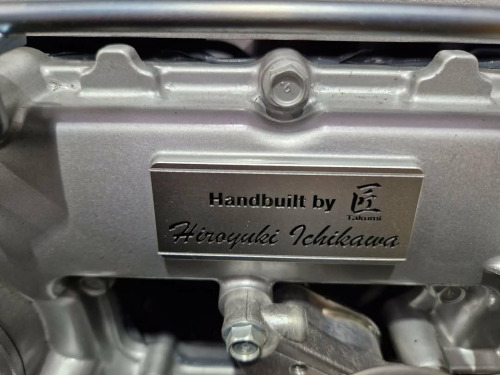 Handbuilt by 匠
Takumi
Hiroyuki Ichikawa